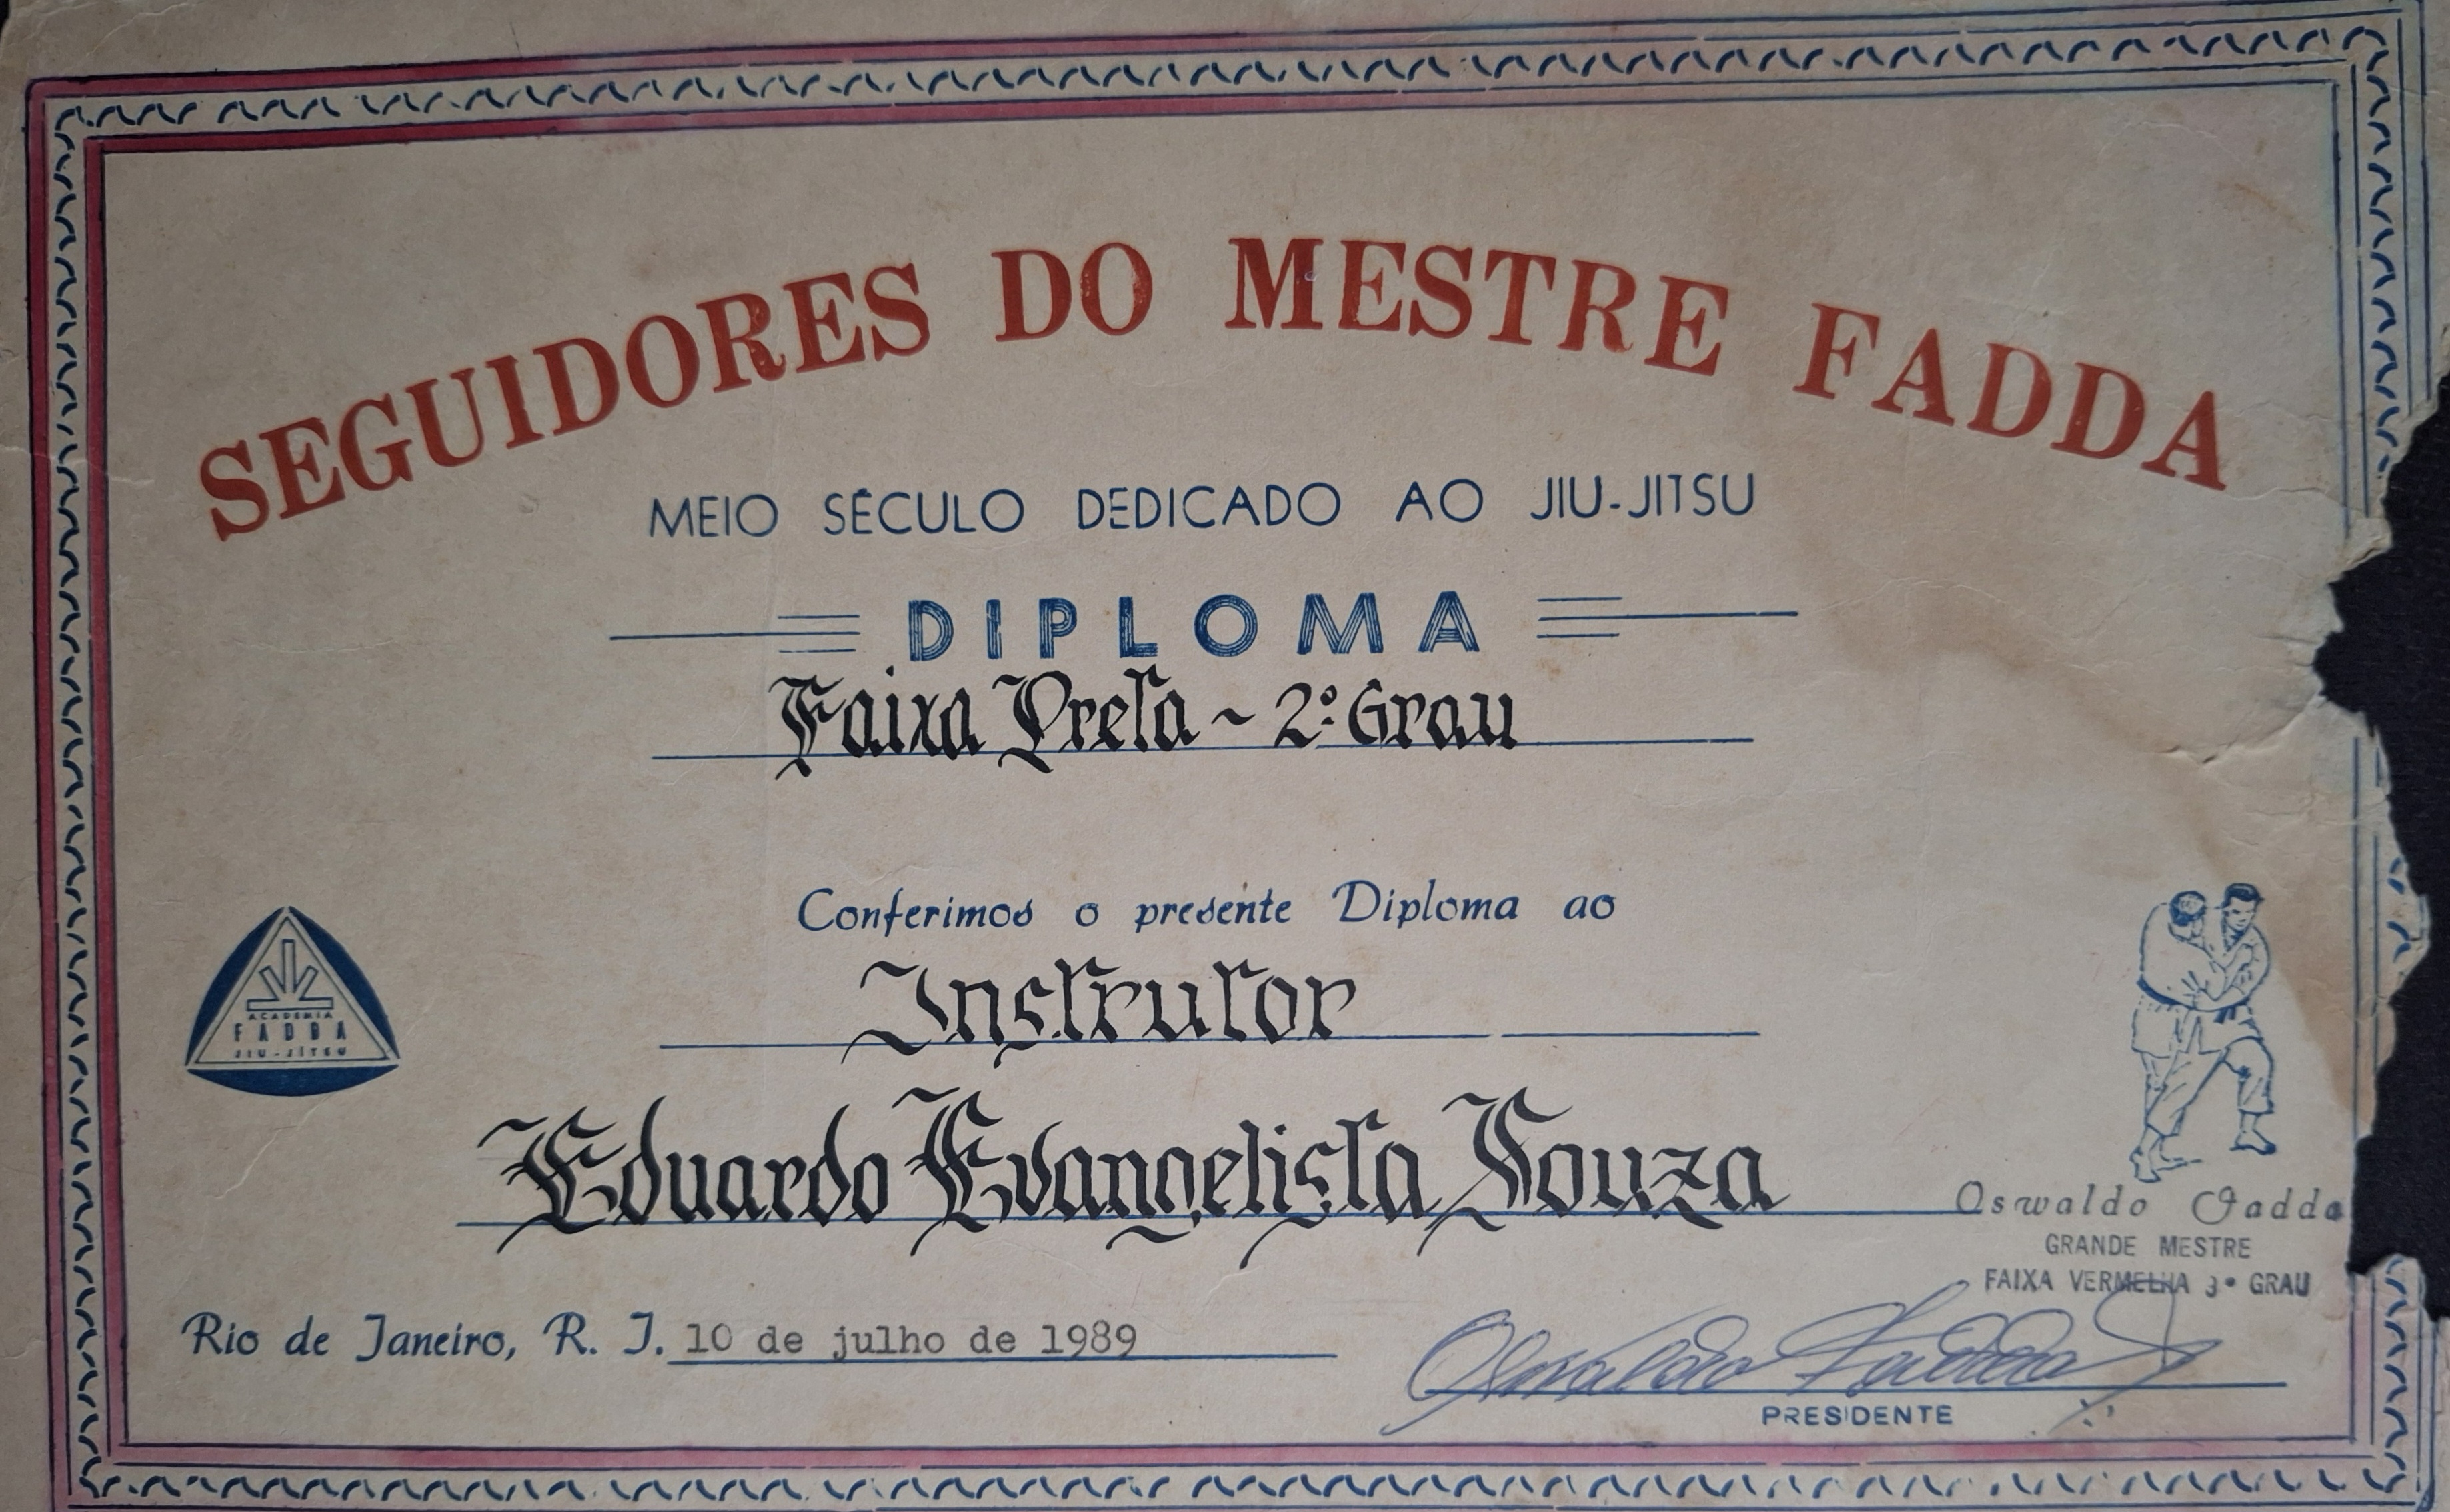 SEGUIDORES DO MESTRE FADDA
MEIO SÉCULO DEDICADO AO JIU-JITSU
DIPLOMA
Faixa Preta - 2º Grau
Conferimos o presente Diploma ao
Instrutor
ACADEMIA
FADDA
JIU-JITSU
Eduardo Evangelista Souza
Oswaldo Fadda
GRANDE MESTRE
FAIXA VERMELHA 3º GRAU
Rio de Janeiro, R. J. 10 de julho de 1989
Oswaldo Fadda
PRESIDENTE